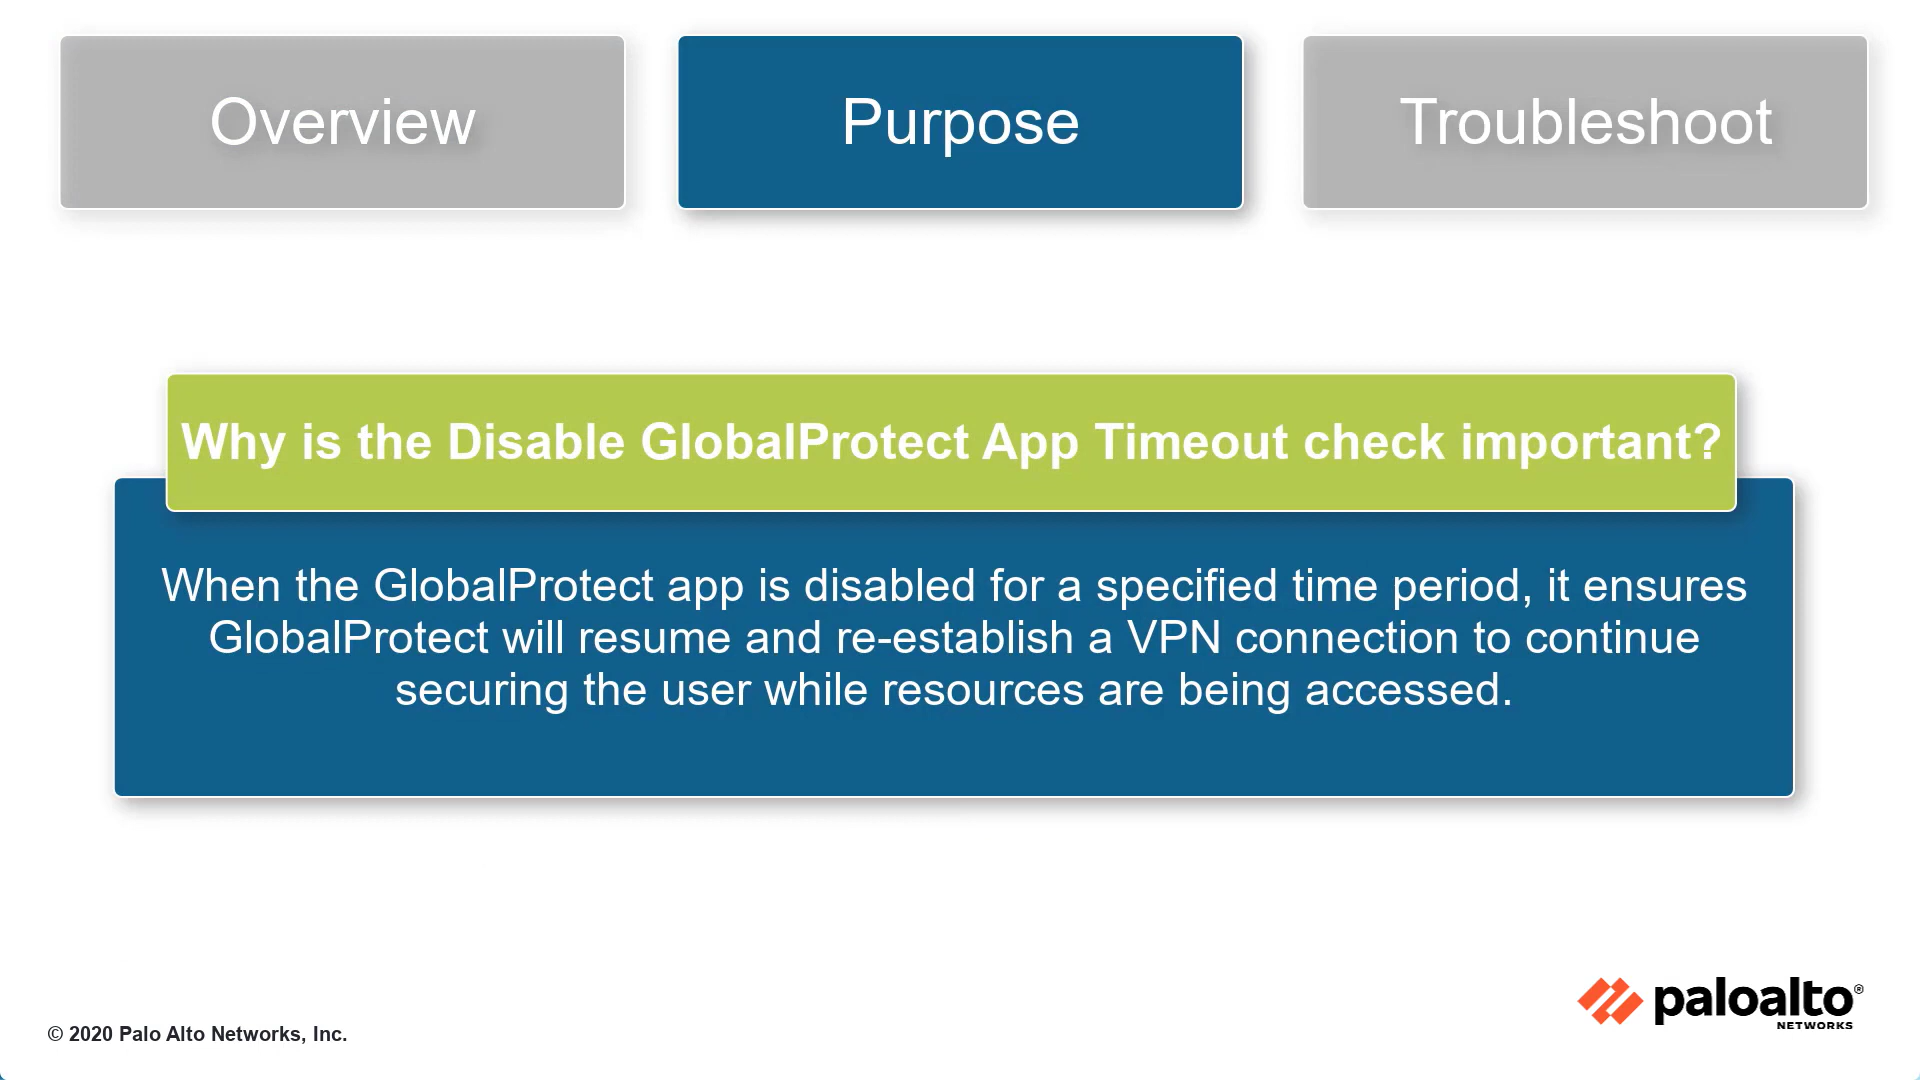 Overview
Purpose
Troubleshoot
Why is the Disable GlobalProtect App Timeout check important?
When the GlobalProtect app is disabled for a specified time period, it ensures
GlobalProtect will resume and re-establish a VPN connection to continue
securing the user while resources are being accessed.
paloalto®
NETWORKS
© 2020 Palo Alto Networks, Inc.